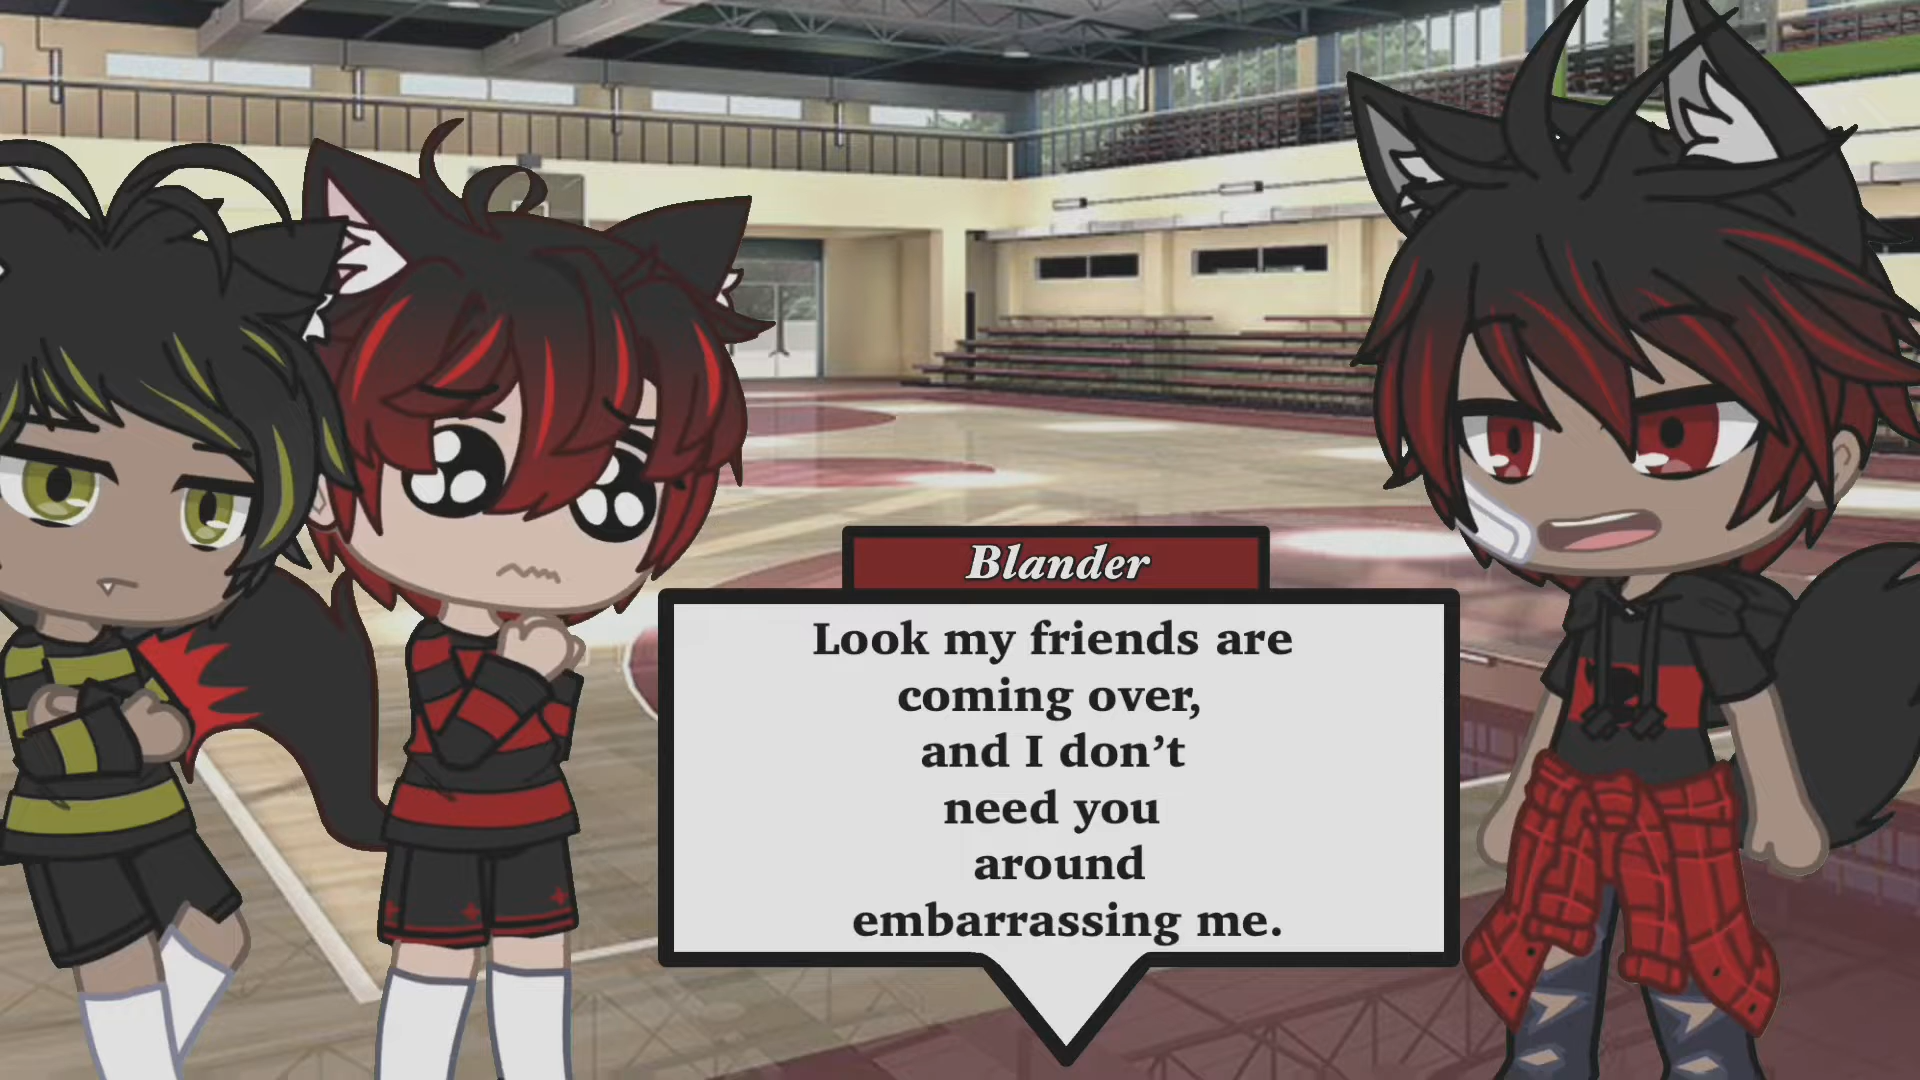 Blander
Look my friends are
coming over,
and I don’t
need you
around
embarrassing me.